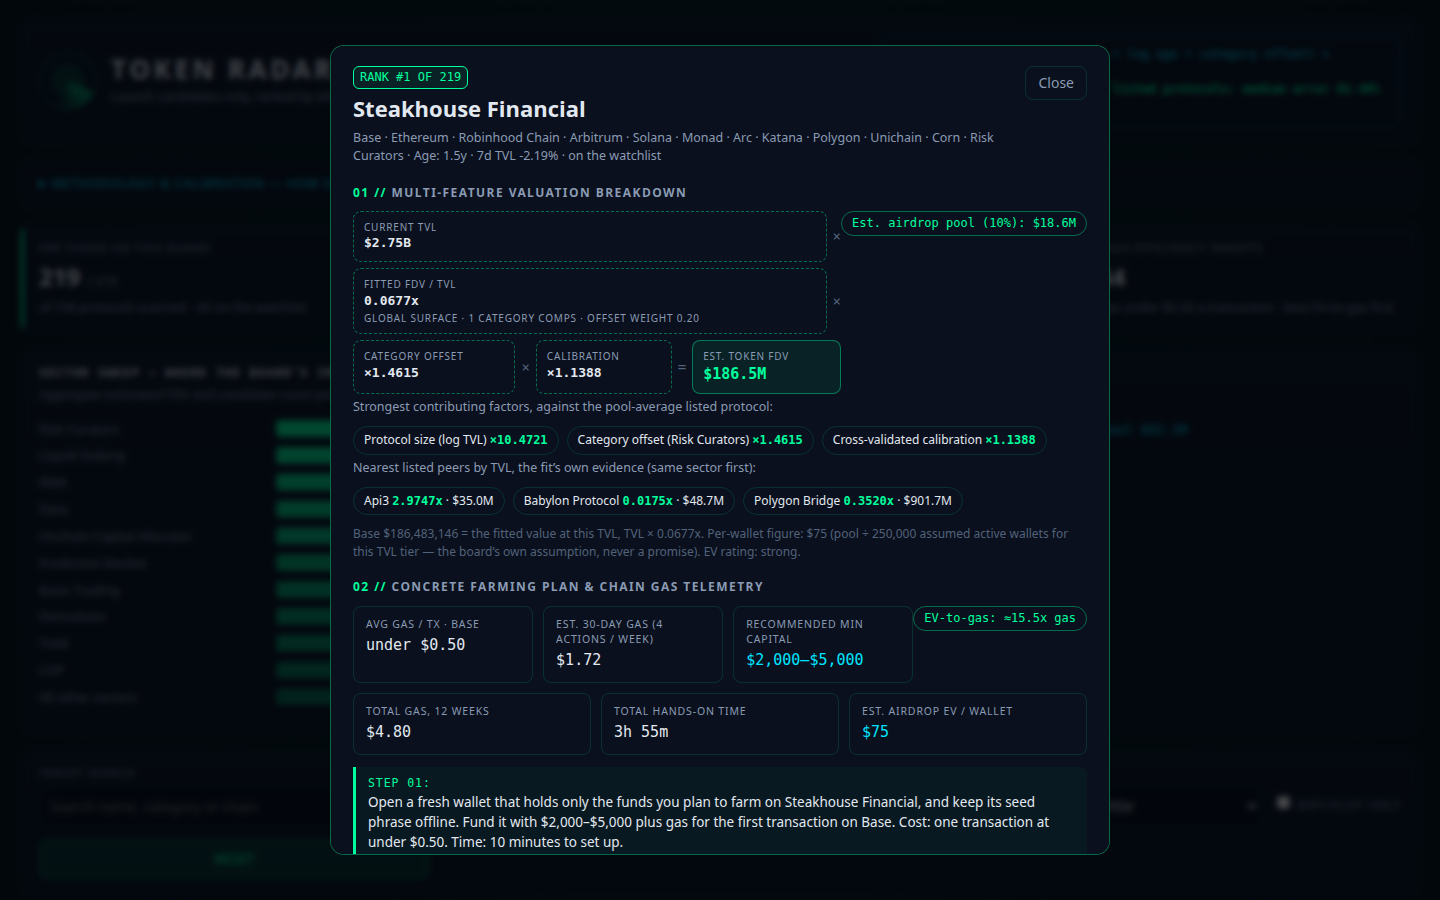 TOKEN RADAR
219
RANK #1 OF 219
Close
Steakhouse Financial
Base · Ethereum · Robinhood Chain · Arbitrum · Solana · Monad · Arc · Katana · Polygon · Unichain · Corn · Risk
Curators · Age: 1.5y · 7d TVL -2.19% · on the watchlist
01 // MULTI-FEATURE VALUATION BREAKDOWN
CURRENT TVL
$2.75B
×
Est. airdrop pool (10%): $18.6M
FITTED FDV / TVL
0.0677x
GLOBAL SURFACE · 1 CATEGORY COMPS · OFFSET WEIGHT 0.20
×
CATEGORY OFFSET
×1.4615
×
CALIBRATION
×1.1388
=
EST. TOKEN FDV
$186.5M
Strongest contributing factors, against the pool-average listed protocol:
Protocol size (log TVL) ×10.4721
Category offset (Risk Curators) ×1.4615
Cross-validated calibration ×1.1388
Nearest listed peers by TVL, the fit's own evidence (same sector first):
Api3 2.9747x · $35.0M
Babylon Protocol 0.0175x · $48.7M
Polygon Bridge 0.3520x · $901.7M
Base $186,483,146 = the fitted value at this TVL, TVL × 0.0677x. Per-wallet figure: $75 (pool ÷ 250,000 assumed active wallets for
this TVL tier — the board's own assumption, never a promise). EV rating: strong.
02 // CONCRETE FARMING PLAN & CHAIN GAS TELEMETRY
AVG GAS / TX · BASE
under $0.50
EST. 30-DAY GAS (4
ACTIONS / WEEK)
$1.72
RECOMMENDED MIN
CAPITAL
$2,000–$5,000
EV-to-gas: ≈15.5x gas
TOTAL GAS, 12 WEEKS
$4.80
TOTAL HANDS-ON TIME
3h 55m
EST. AIRDROP EV / WALLET
$75
STEP 01:
Open a fresh wallet that holds only the funds you plan to farm on Steakhouse Financial, and keep its seed
phrase offline. Fund it with $2,000–$5,000 plus gas for the first transaction on Base. Cost: one transaction at
under $0.50. Time: 10 minutes to set up.